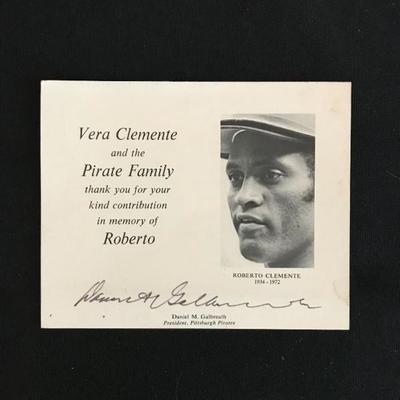 Vera Clemente
and the
Pirate Family
thank you for your
kind contribution
in memory of
Roberto
ROBERTO CLEMENTE
1934 - 1972
Daniel M. Galbreath
President, Pittsburgh Pirates